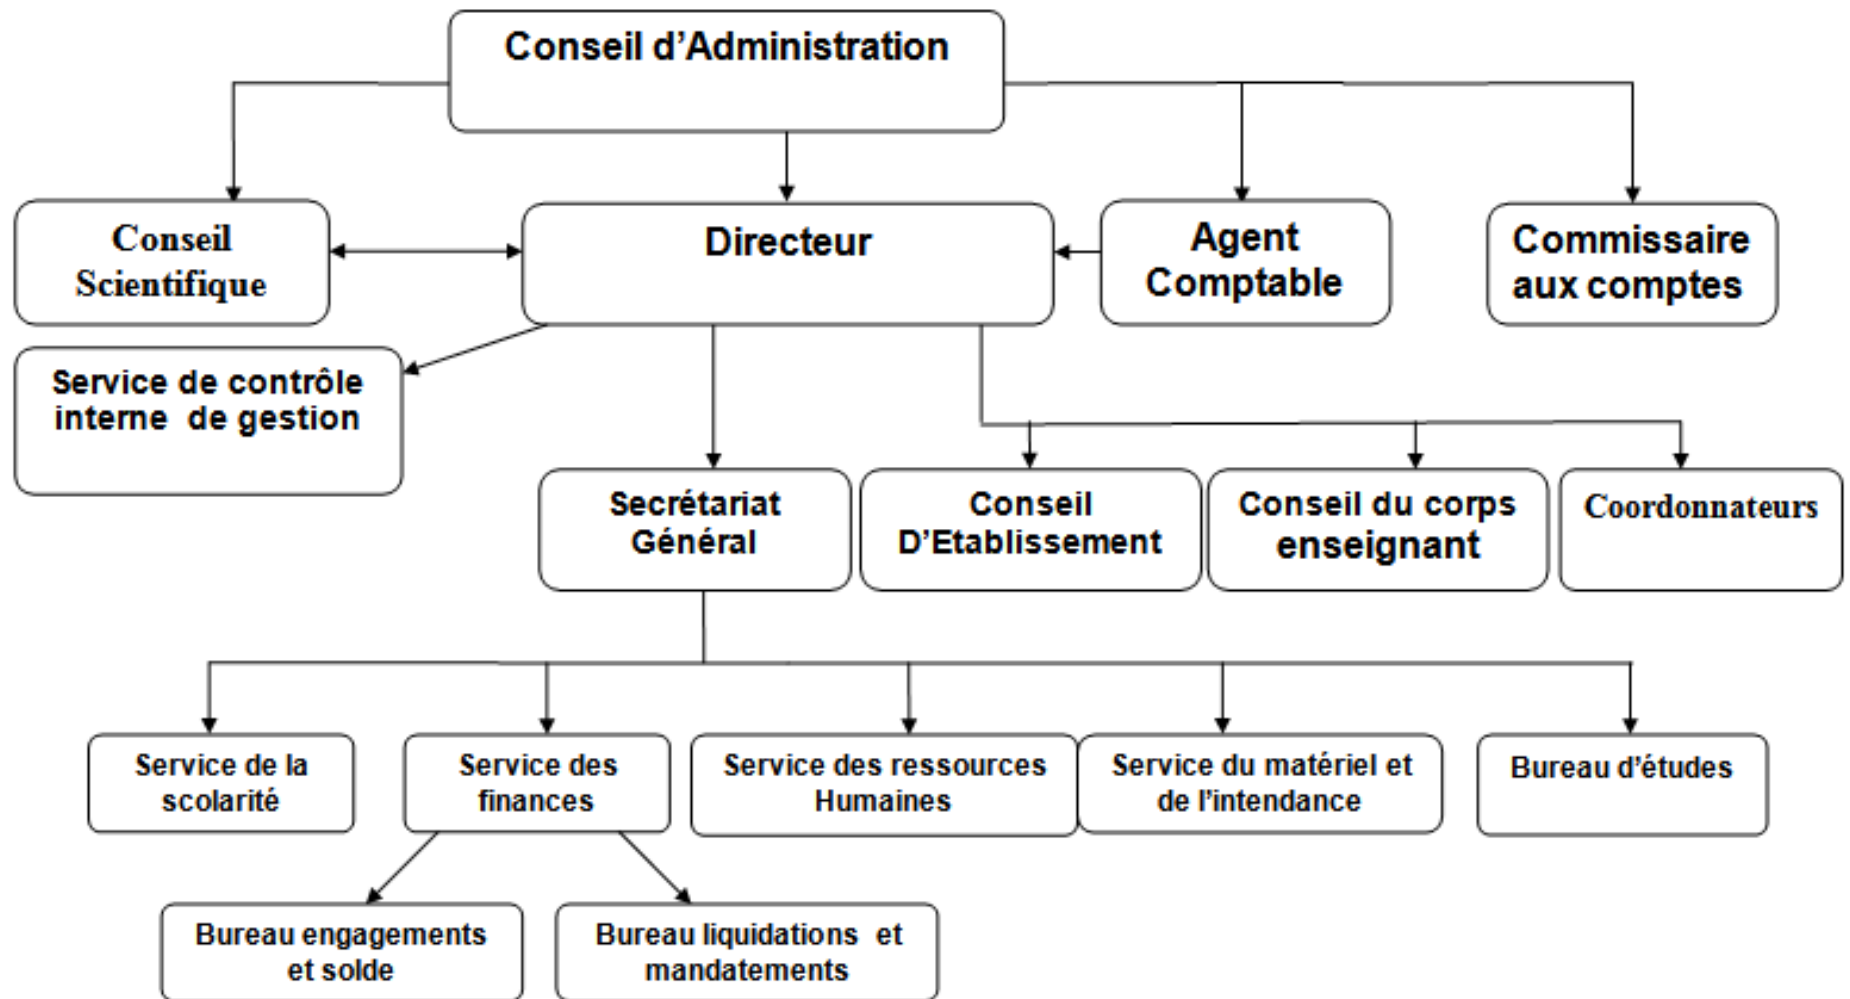 Conseil d’Administration
Conseil
Scientifique
Directeur
Agent
Comptable
Commissaire
aux comptes
Service de contrôle
interne de gestion
Secrétariat
Général
Conseil
D’Etablissement
Conseil du corps
enseignant
Coordonnateurs
Service de la
scolarité
Service des
finances
Service des ressources
Humaines
Service du matériel et
de l’intendance
Bureau d’études
Bureau engagements
et solde
Bureau liquidations et
mandatements